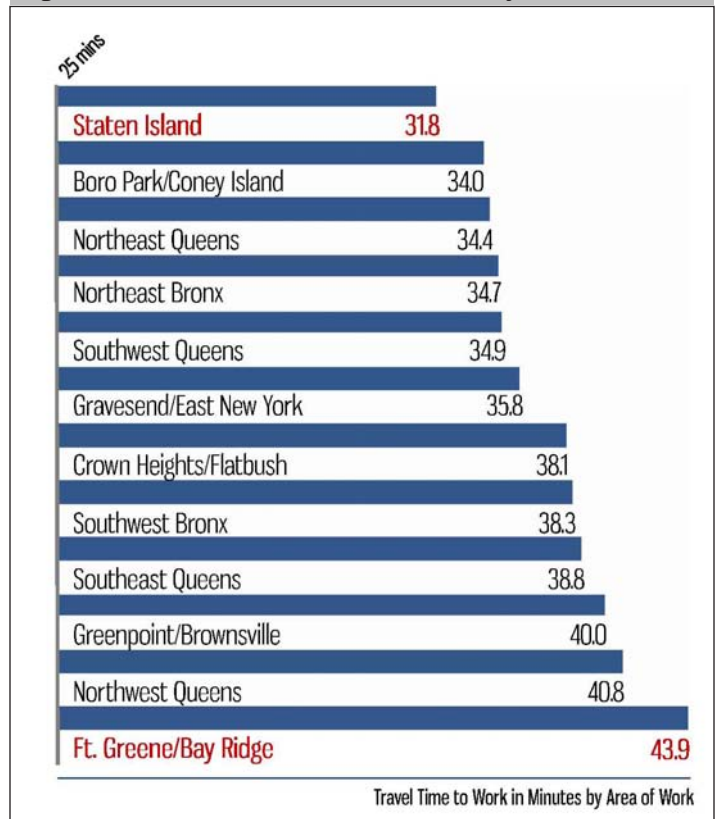 25 mins
Staten Island 31.8
Boro Park/Coney Island 34.0
Northeast Queens 34.4
Northeast Bronx 34.7
Southwest Queens 34.9
Gravesend/East New York 35.8
Crown Heights/Flatbush 38.1
Southwest Bronx 38.3
Southeast Queens 38.8
Greenpoint/Brownsville 40.0
Northwest Queens 40.8
Ft. Greene/Bay Ridge 43.9
Travel Time to Work in Minutes by Area of Work